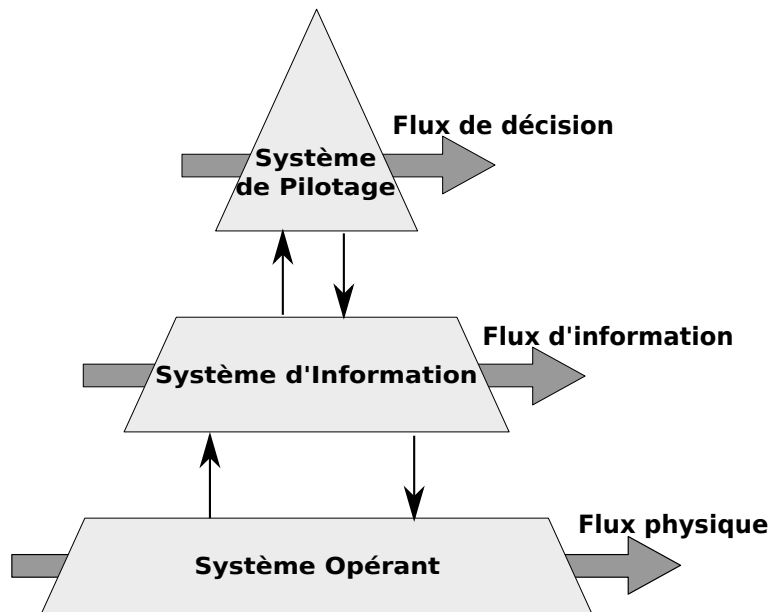 Flux de décision
Système
de Pilotage
Flux d'information
Système d'Information
Flux physique
Système Opérant